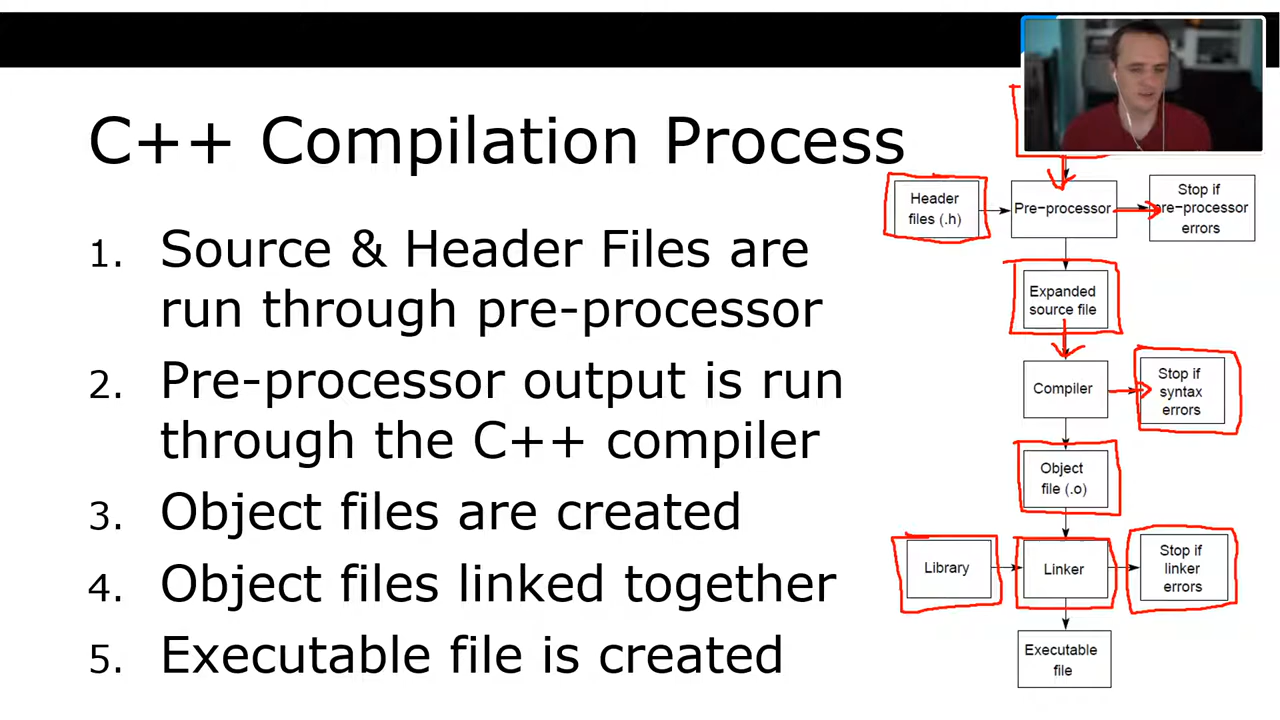 C++ Compilation Process
1. Source & Header Files are
run through pre-processor
2. Pre-processor output is run
through the C++ compiler
3. Object files are created
4. Object files linked together
5. Executable file is created
Header
files (.h)
Pre-processor
Stop if
pre-processor
errors
Expanded
source file
Compiler
Stop if
syntax
errors
Object
file (.o)
Library
Linker
Stop if
linker
errors
Executable
file